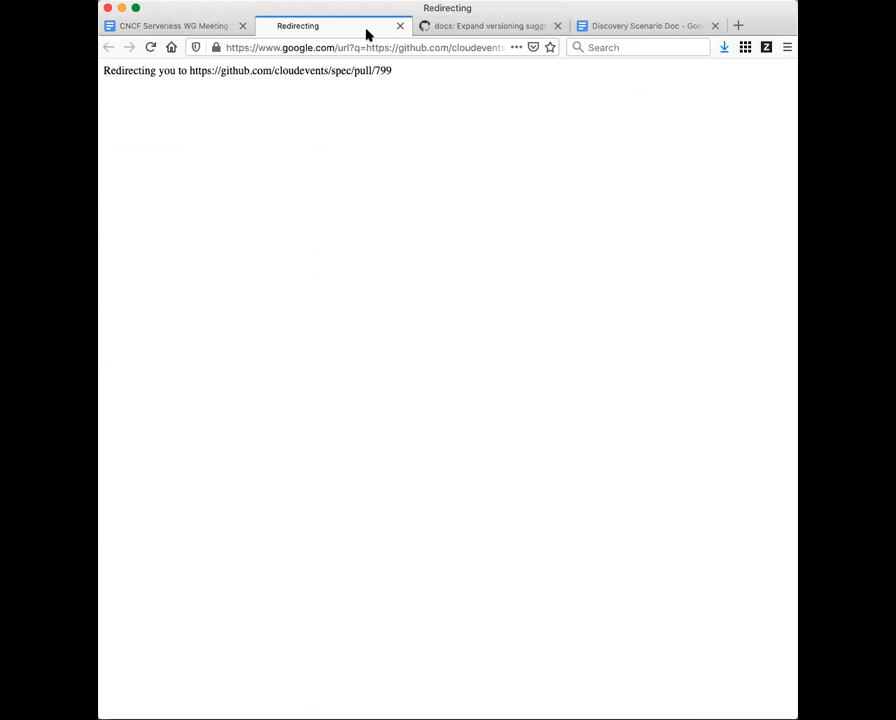 Redirecting
CNCF Serverless WG Meeting
Redirecting
docs: Expand versioning sugg
Discovery Scenario Doc - Goo
https://www.google.com/url?q=https://github.com/cloudevents
Search
Z
Redirecting you to https://github.com/cloudevents/spec/pull/799